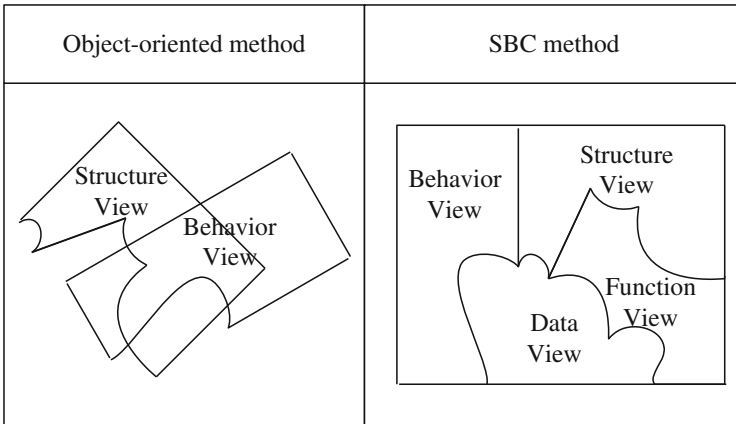 Object-oriented method
SBC method
Structure
View
Behavior
View
Behavior
View
Structure
View
Function
View
Data
View